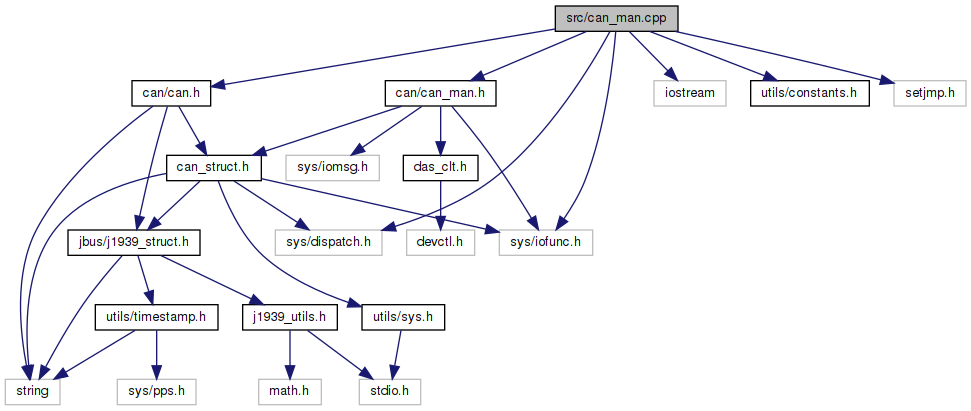 src/can_man.cpp
can/can.h
can/can_man.h
iostream
utils/constants.h
setjmp.h
can_struct.h
sys/iomsg.h
das_clt.h
jbus/j1939_struct.h
sys/dispatch.h
devctl.h
sys/iofunc.h
utils/timestamp.h
j1939_utils.h
utils/sys.h
string
sys/pps.h
math.h
stdio.h